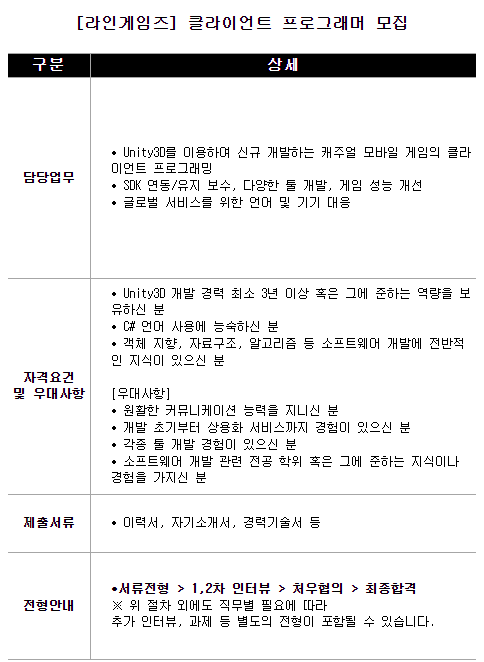 [라인게임즈] 클라이언트 프로그래머 모집
구분 상세
담당업무
• Unity3D를 이용하여 신규 개발하는 캐주얼 모바일 게임의 클라
이언트 프로그래밍
• SDK 연동/유지 보수, 다양한 툴 개발, 게임 성능 개선
• 글로벌 서비스를 위한 언어 및 기기 대응
자격요건
및 우대사항
• Unity3D 개발 경력 최소 3년 이상 혹은 그에 준하는 역량을 보
유하신 분
• C# 언어 사용에 능숙하신 분
• 객체 지향, 자료구조, 알고리즘 등 소프트웨어 개발에 전반적
인 지식이 있으신 분
[우대사항]
• 원활한 커뮤니케이션 능력을 지니신 분
• 개발 초기부터 상용화 서비스까지 경험이 있으신 분
• 각종 툴 개발 경험이 있으신 분
• 소프트웨어 개발 관련 전공 학위 혹은 그에 준하는 지식이나
경험을 가지신 분
제출서류
• 이력서, 자기소개서, 경력기술서 등
전형안내
•서류전형 > 1,2차 인터뷰 > 처우협의 > 최종합격
※ 위 절차 외에도 직무별 필요에 따라
추가 인터뷰, 과제 등 별도의 전형이 포함될 수 있습니다.